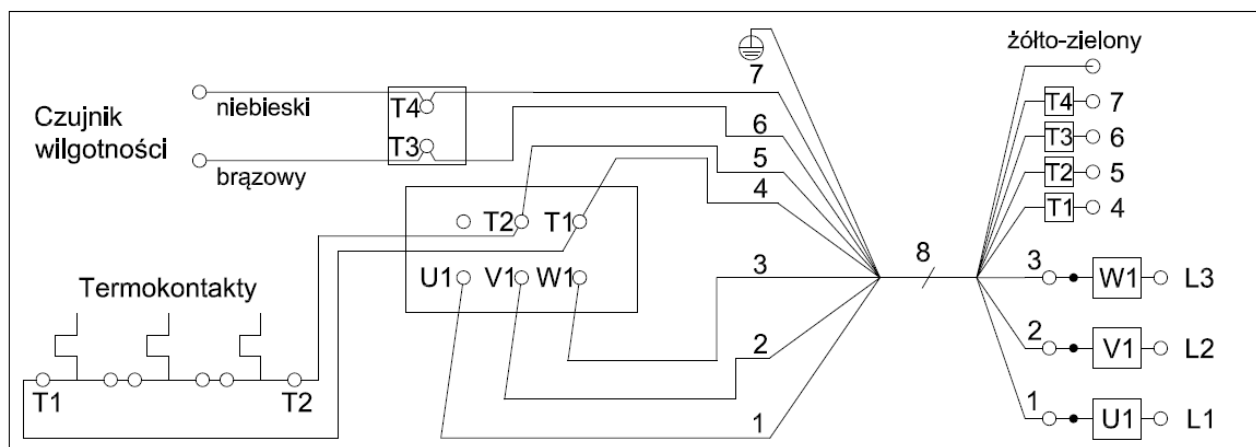 żółto-zielony
7
niebieski
T4
T4 7
Czujnik
wilgotności
6
T3
T3 6
brązowy
5
T2 5
4
T1 4
T2 T1
8
3
3 W1 L3
U1 V1 W1
Termokontakty
2
2 V1 L2
T1 T2
1
1 U1 L1